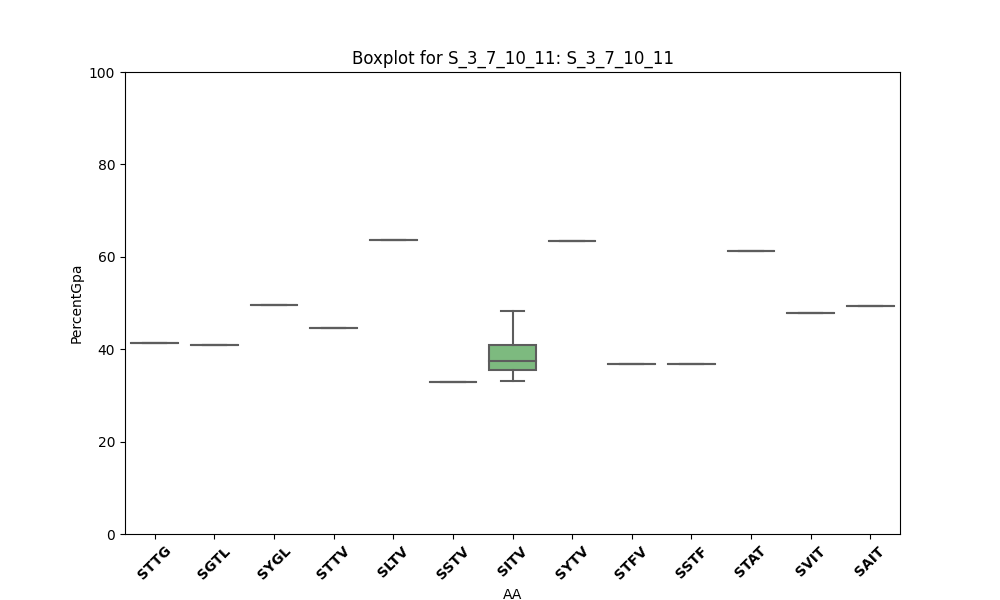 Boxplot for S_3_7_10_11: S_3_7_10_11
100
80
60
40
20
0
PercentGpa
STTG
SGTL
SYGL
STTV
SLTV
SSTV
SITV
SYTV
STFV
SSTF
STAT
SVIT
SAIT
AA